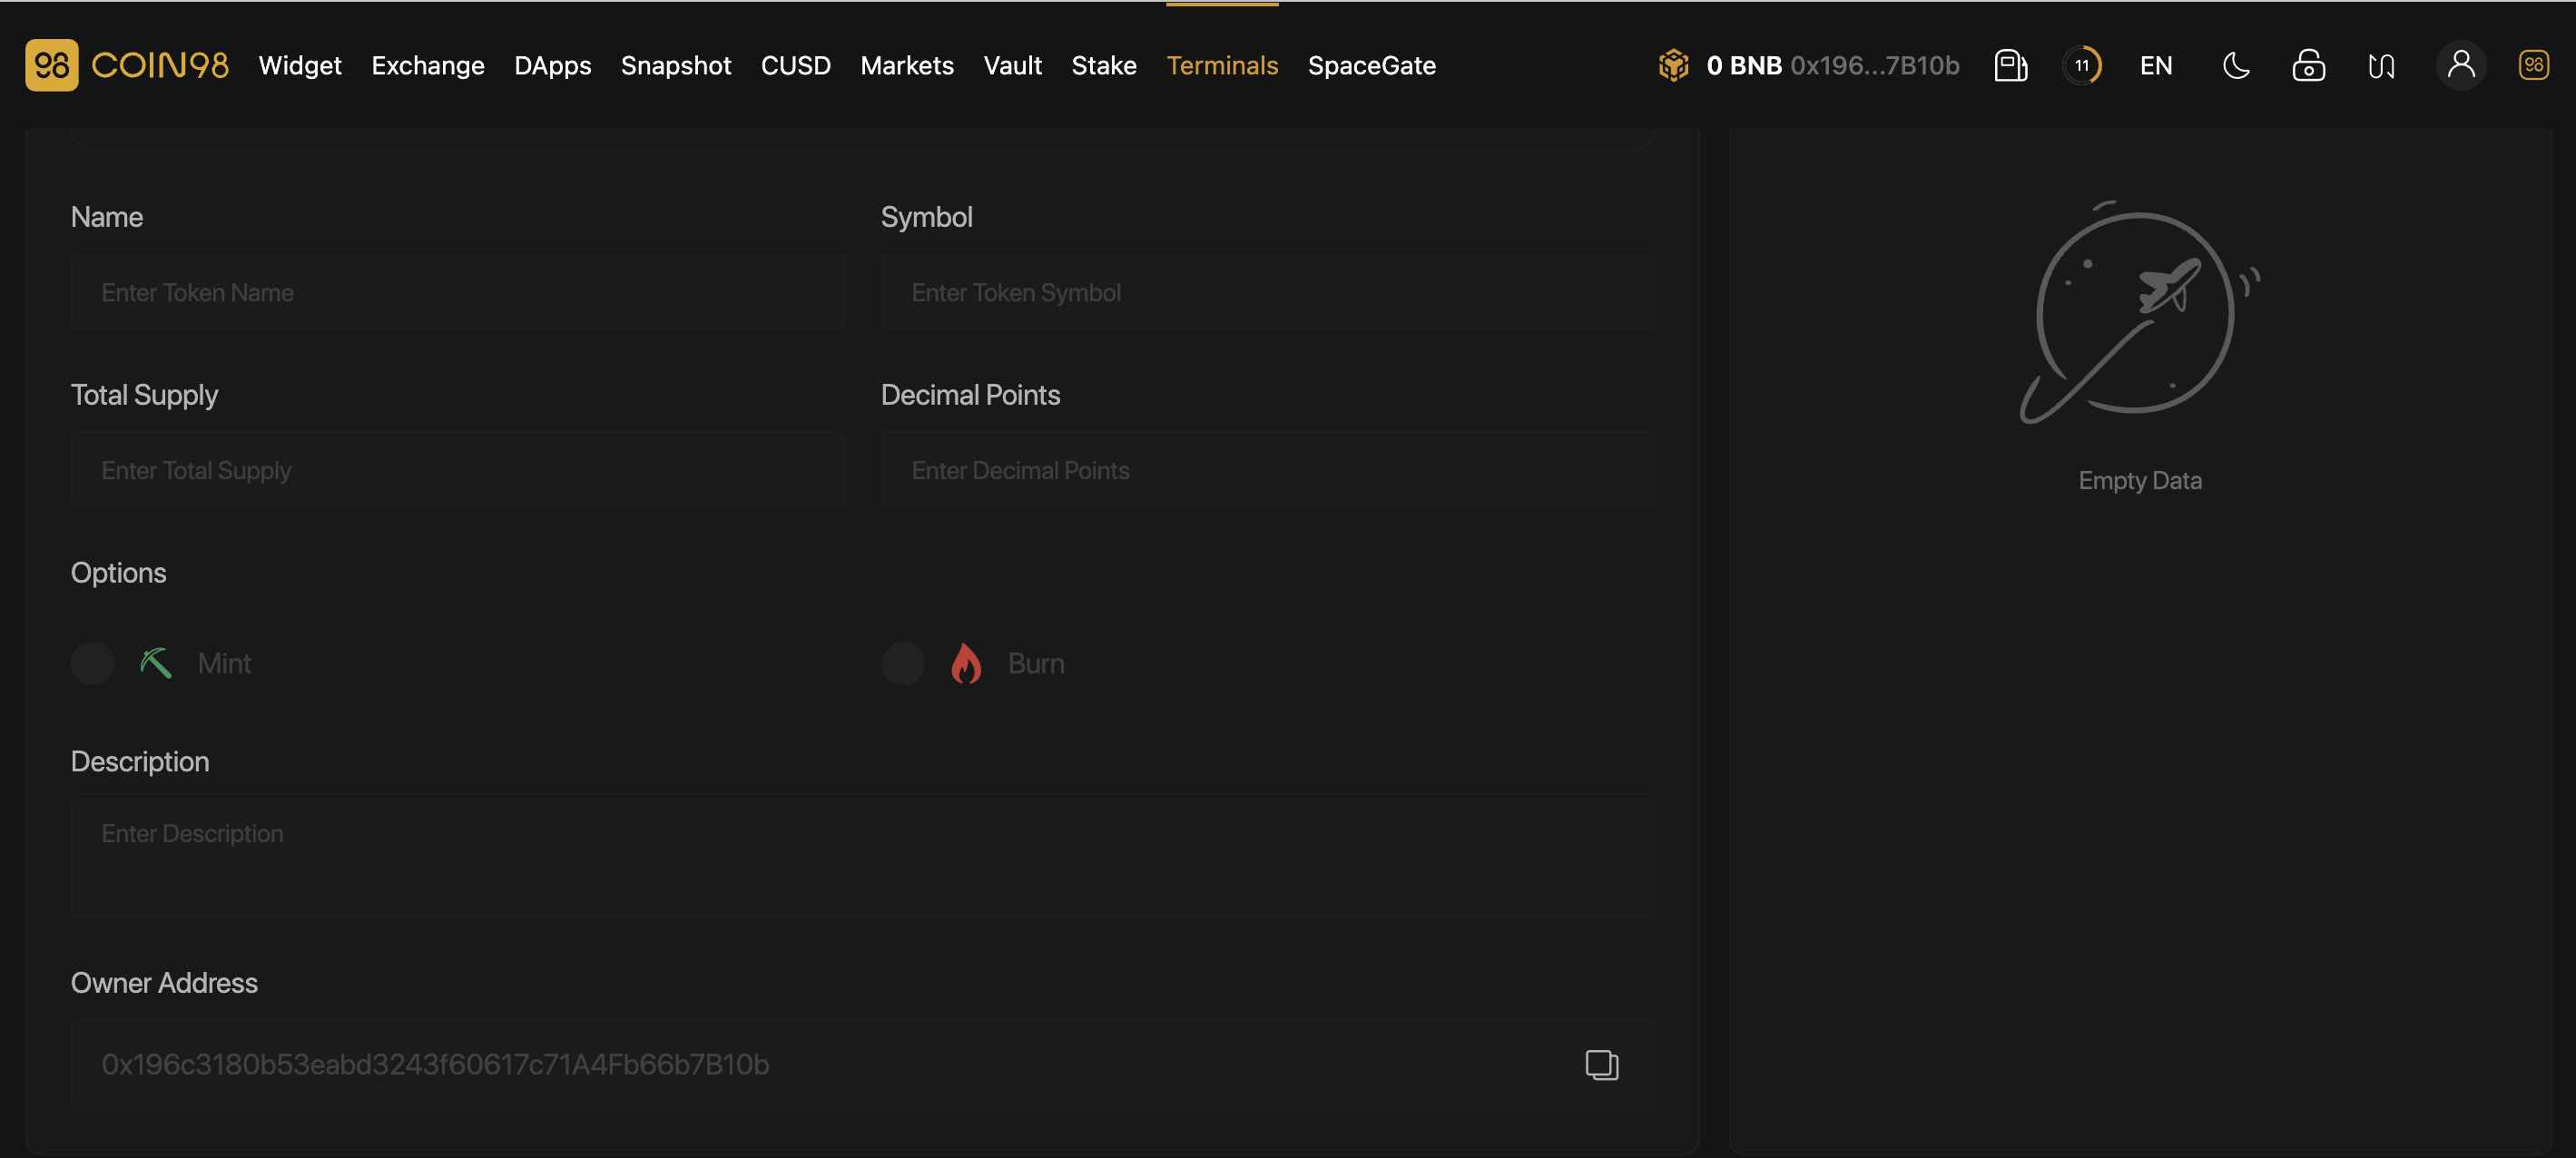 COIN98 Widget Exchange DApps Snapshot CUSD Markets Vault Stake Terminals SpaceGate 0 BNB 0x196...7B10b 11 EN 98
Name Symbol
Enter Token Name Enter Token Symbol
Total Supply Decimal Points
Enter Total Supply Enter Decimal Points
Empty Data
Options
Mint Burn
Description
Enter Description
Owner Address
0x196c3180b53eabd3243f60617c71A4Fb66b7B10b